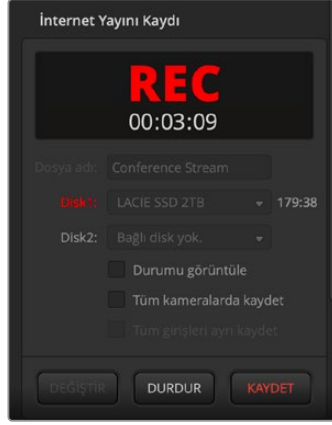 İnternet Yayını Kaydı
REC
00:03:09
Dosya adı: Conference Stream
Disk1: LACIE SSD 2TB 179:38
Disk2: Bağlı disk yok.
Durumu görüntüle
Tüm kameralarda kaydet
Tüm girişleri ayrı kaydet
DEĞİŞTİR DURDUR KAYDET